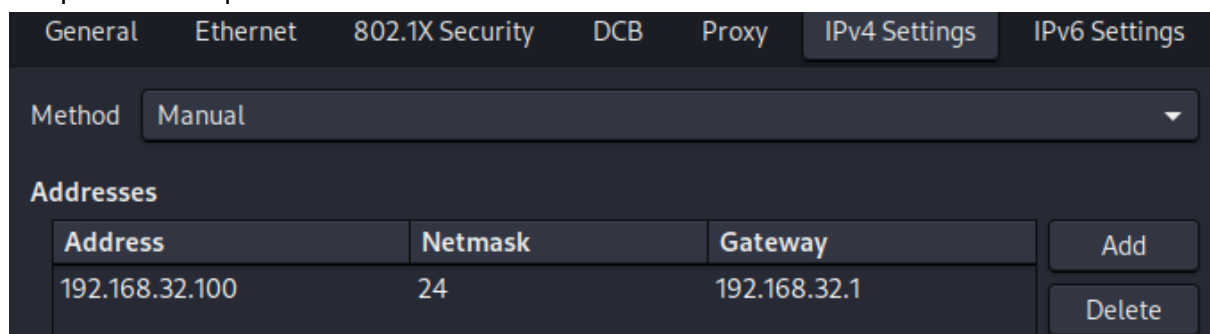 General Ethernet 802.1X Security DCB Proxy IPv4 Settings IPv6 Settings
Method Manual
Addresses
Address Netmask Gateway Add
192.168.32.100 24 192.168.32.1
Delete